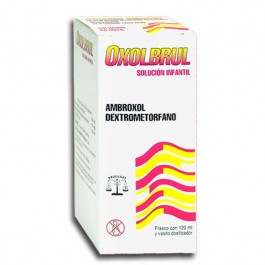 OXOLBRUL
SOLUCIÓN INFANTIL
AMBROXOL
DEXTROMETORFANO
Frasco con 120 ml
y vasito dosificador